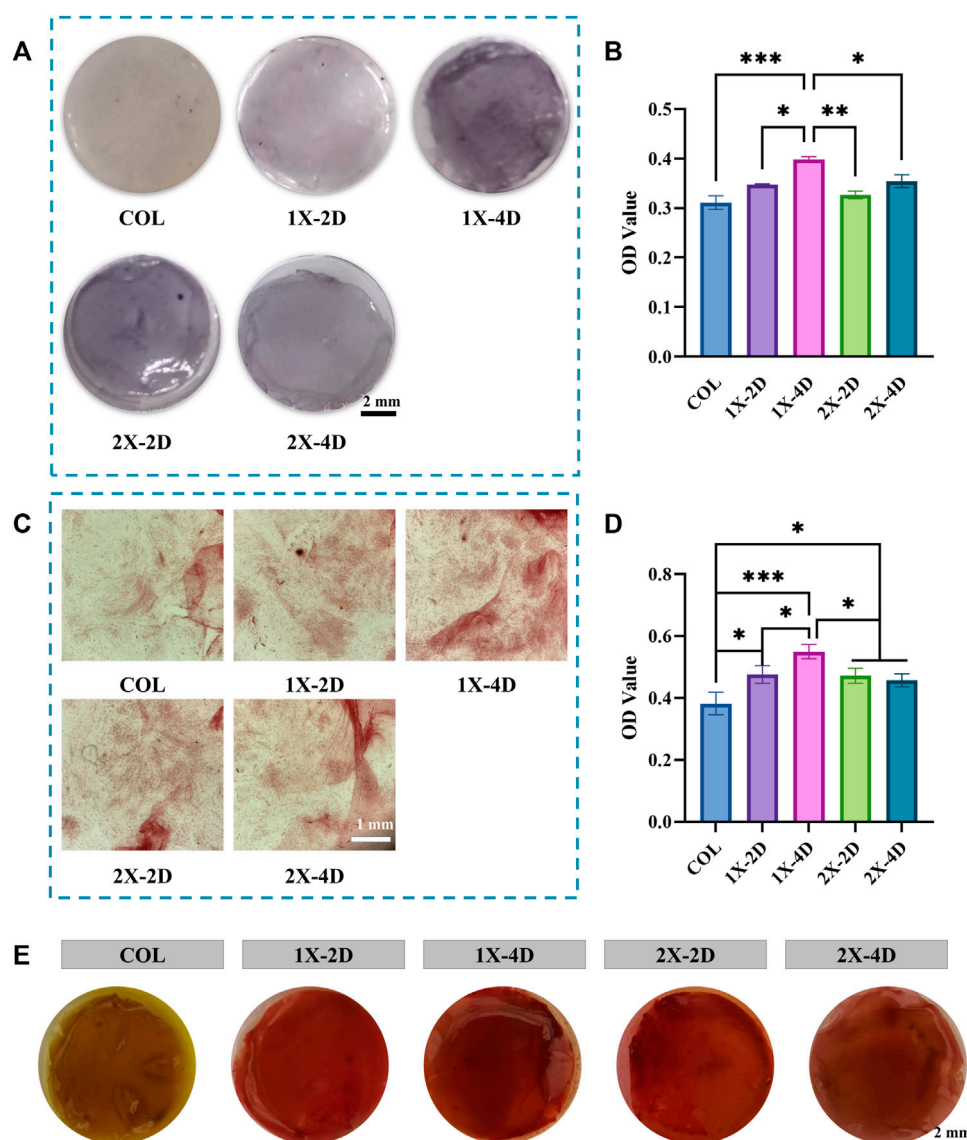 A
COL
1X-2D
1X-4D
2X-2D
2X-4D
2 mm
B
***
*
*
**
OD Value
0.5
0.4
0.3
0.2
0.1
0.0
COL
1X-2D
1X-4D
2X-2D
2X-4D
C
COL
1X-2D
1X-4D
2X-2D
2X-4D
1 mm
D
*
***
*
*
*
OD Value
0.8
0.6
0.4
0.2
0.0
COL
1X-2D
1X-4D
2X-2D
2X-4D
E
COL
1X-2D
1X-4D
2X-2D
2X-4D
2 mm